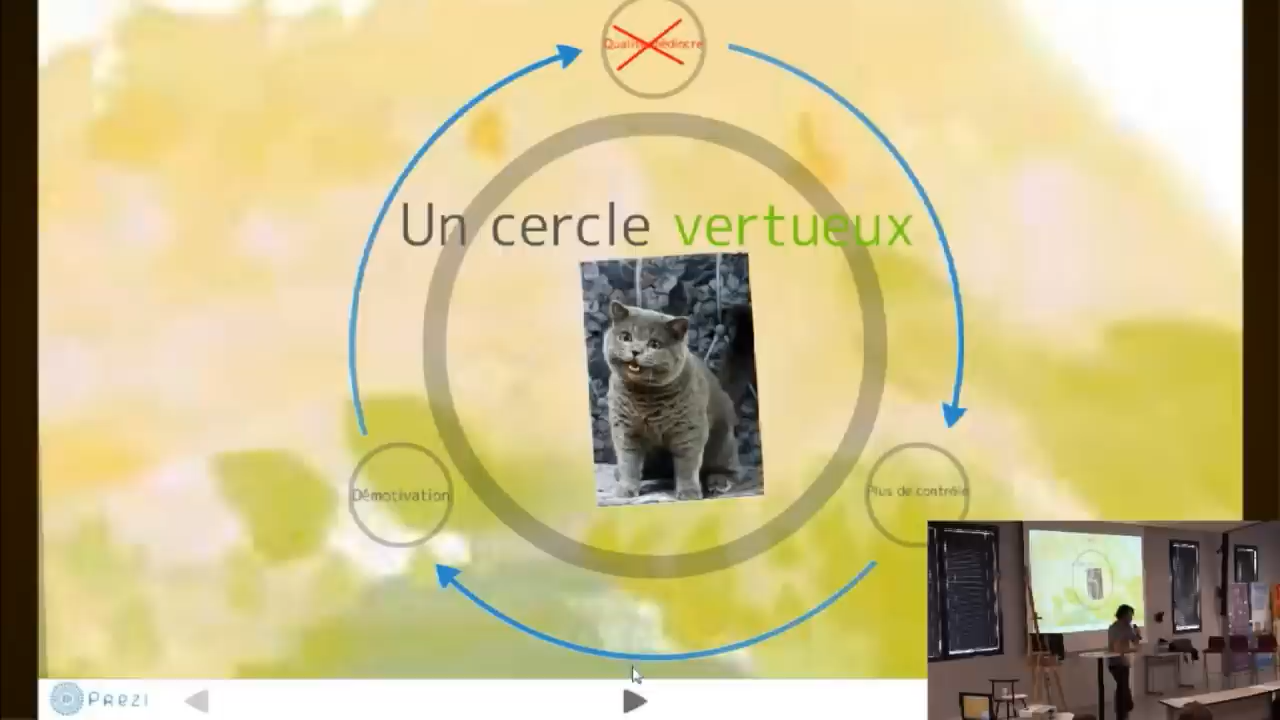 Qualité médiocre
Un cercle vertueux
Démotivation
Plus de contrôle
Prezi